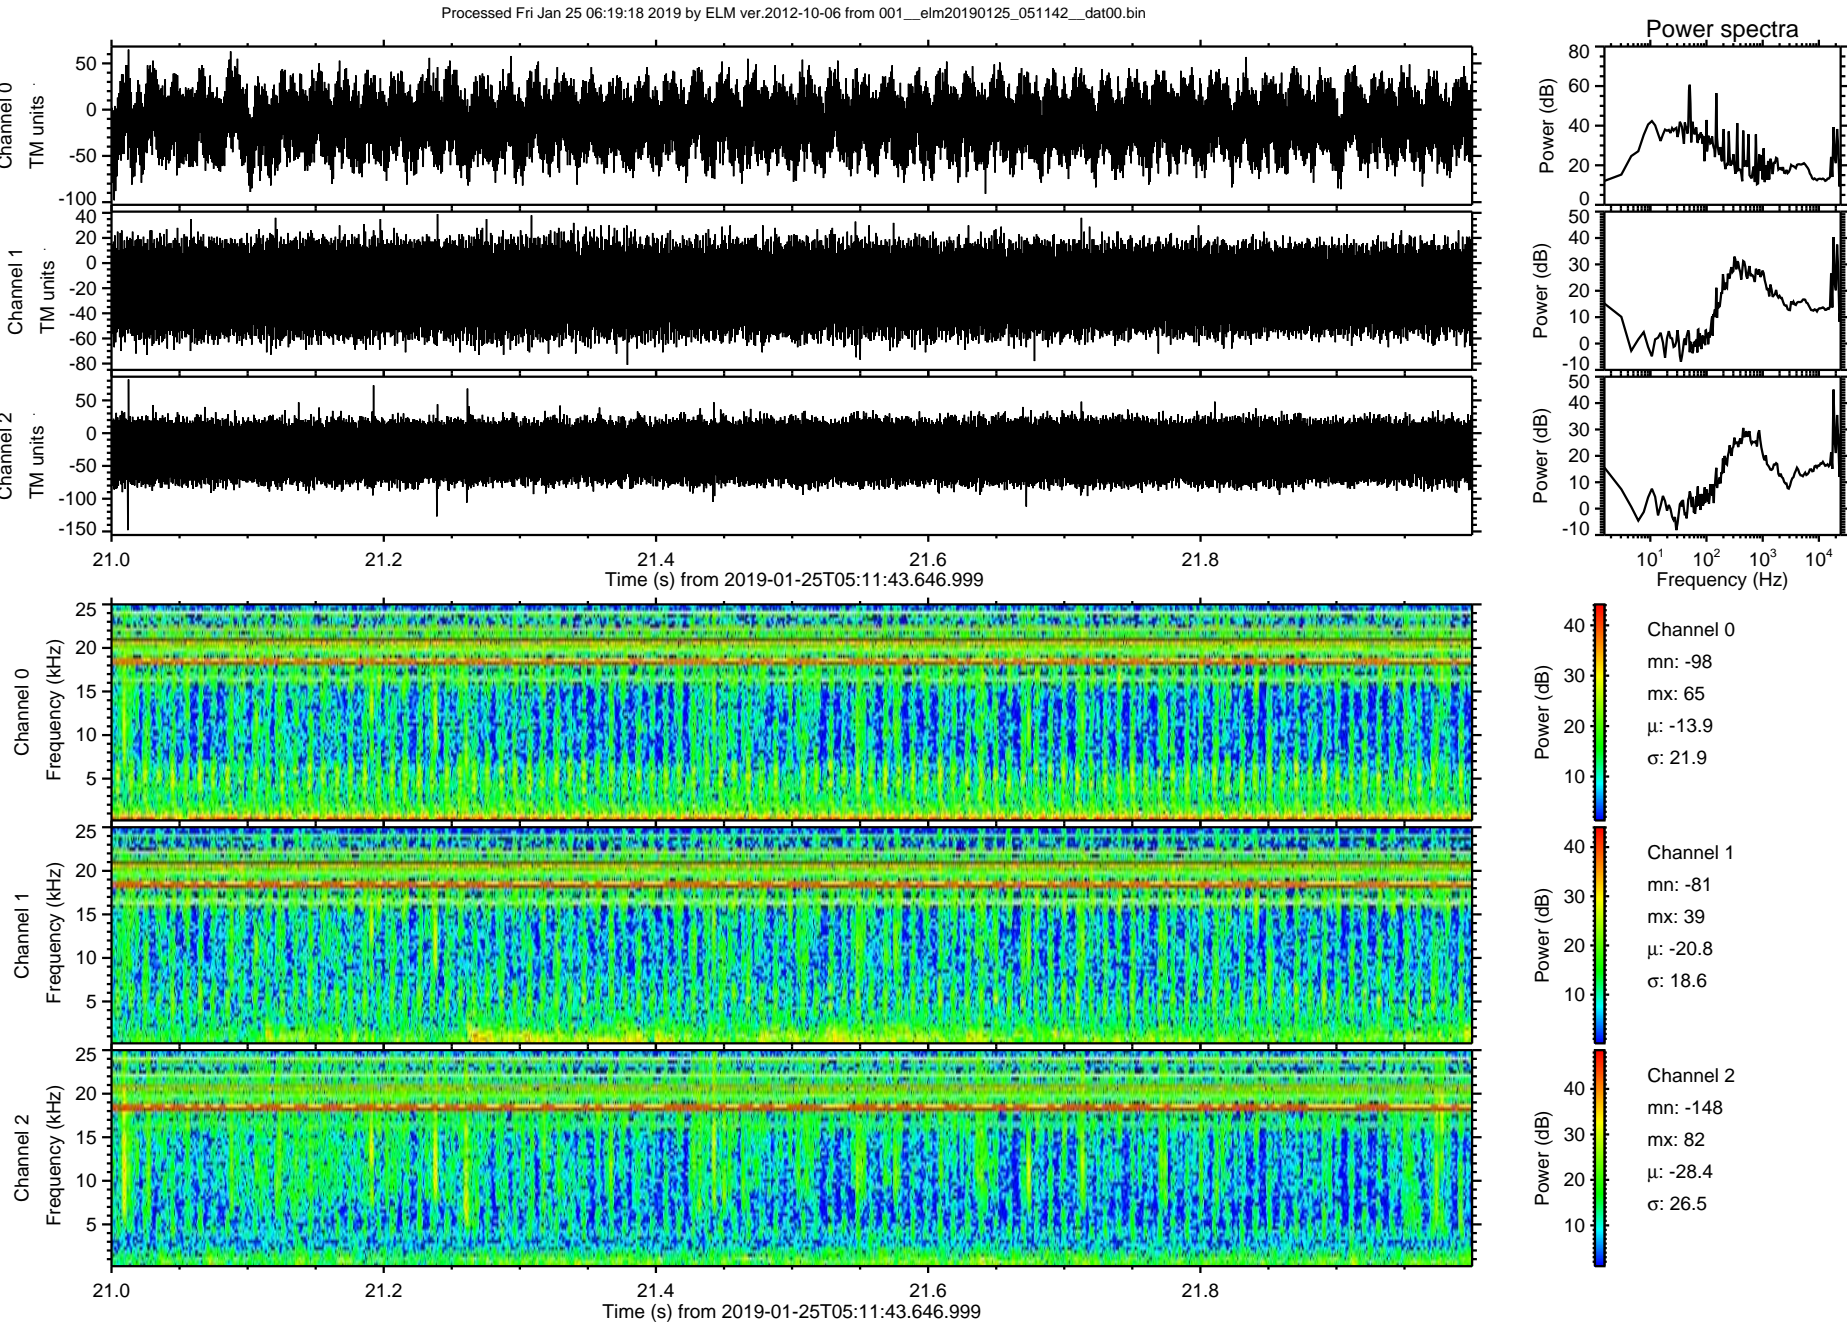 Processed Fri Jan 25 06:19:18 2019 by ELM ver.2012-10-06 from 001__elm20190125_051142__dat00.bin
Power spectra
Channel 0
TM units
50
0
-50
-100
Power (dB)
80
60
40
20
0
Channel 1
TM units
40
20
0
-20
-40
-60
-80
Power (dB)
50
40
30
20
10
0
-10
Channel 2
TM units
50
0
-50
-100
-150
Power (dB)
50
40
30
20
10
0
-10
21.0 21.2 21.4 21.6 21.8
Time (s) from 2019-01-25T05:11:43.646.999
10¹ 10² 10³ 10⁴
Frequency (Hz)
Channel 0
Frequency (kHz)
25
20
15
10
5
Power (dB)
40
30
20
10
Channel 0
mn: -98
mx: 65
μ: -13.9
σ: 21.9
Channel 1
Frequency (kHz)
25
20
15
10
5
Power (dB)
40
30
20
10
Channel 1
mn: -81
mx: 39
μ: -20.8
σ: 18.6
Channel 2
Frequency (kHz)
25
20
15
10
5
Power (dB)
40
30
20
10
Channel 2
mn: -148
mx: 82
μ: -28.4
σ: 26.5
21.0 21.2 21.4 21.6 21.8
Time (s) from 2019-01-25T05:11:43.646.999